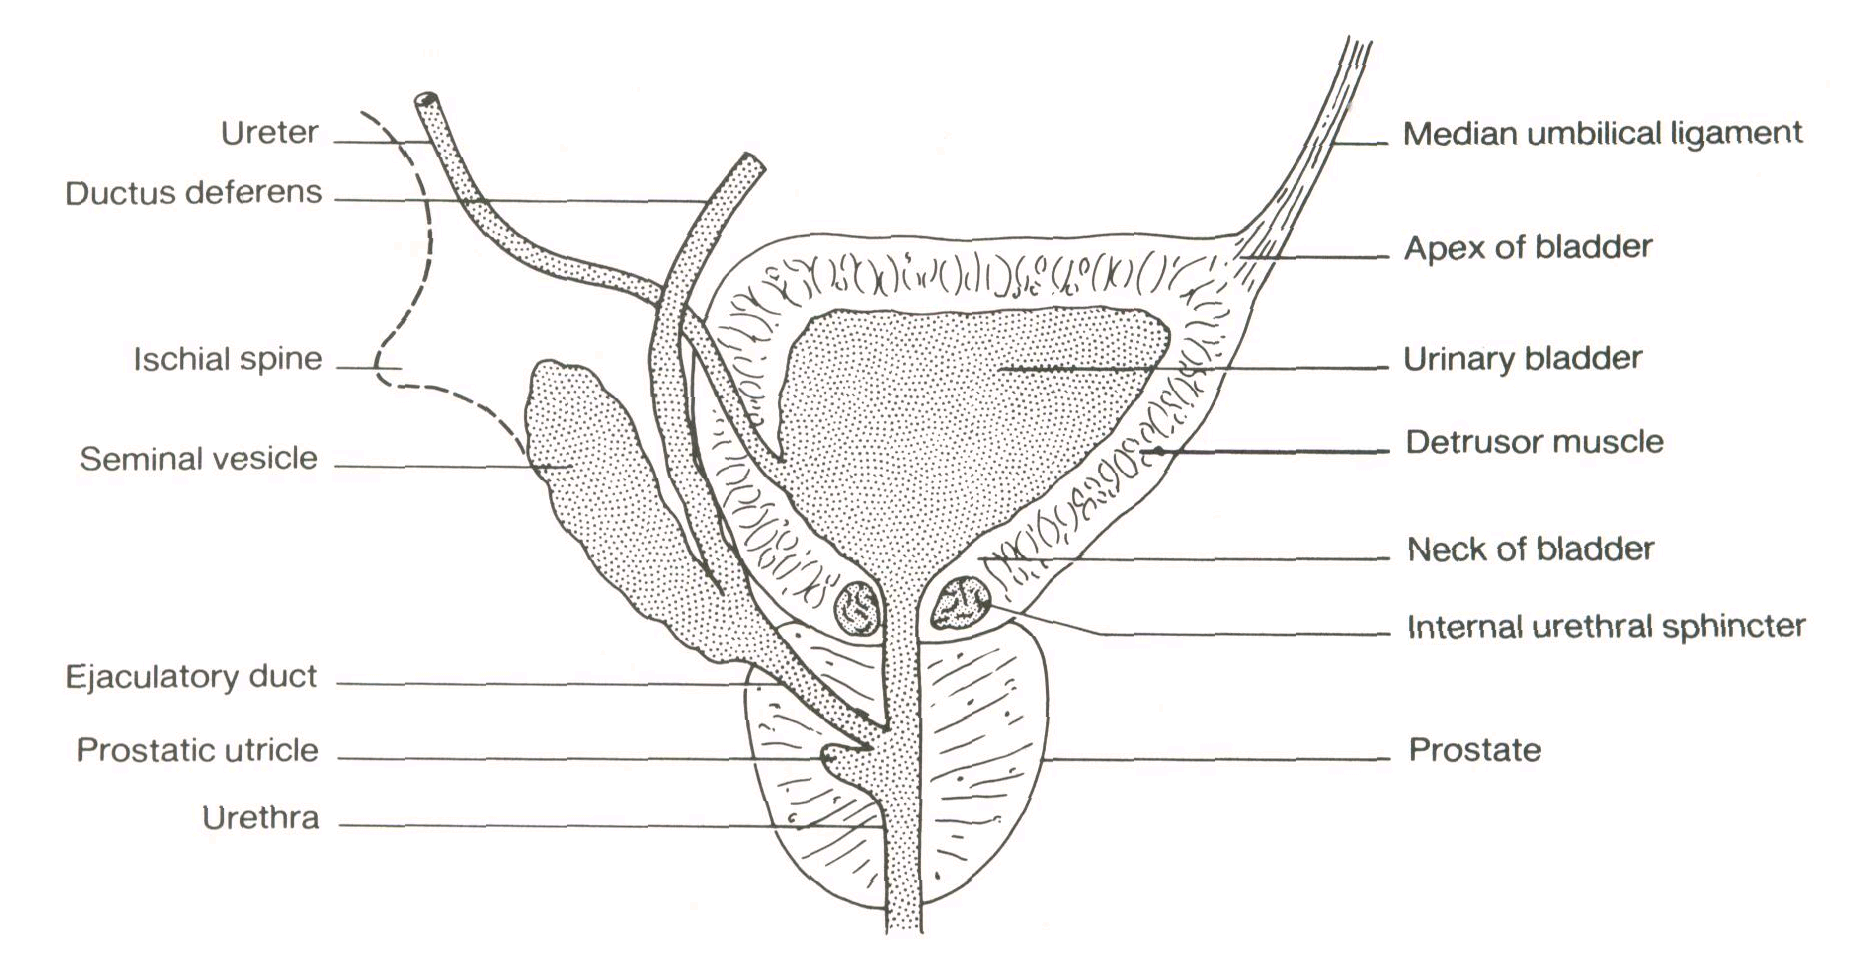 Ureter
Ductus deferens
Ischial spine
Seminal vesicle
Ejaculatory duct
Prostatic utricle
Urethra
Median umbilical ligament
Apex of bladder
Urinary bladder
Detrusor muscle
Neck of bladder
Internal urethral sphincter
Prostate